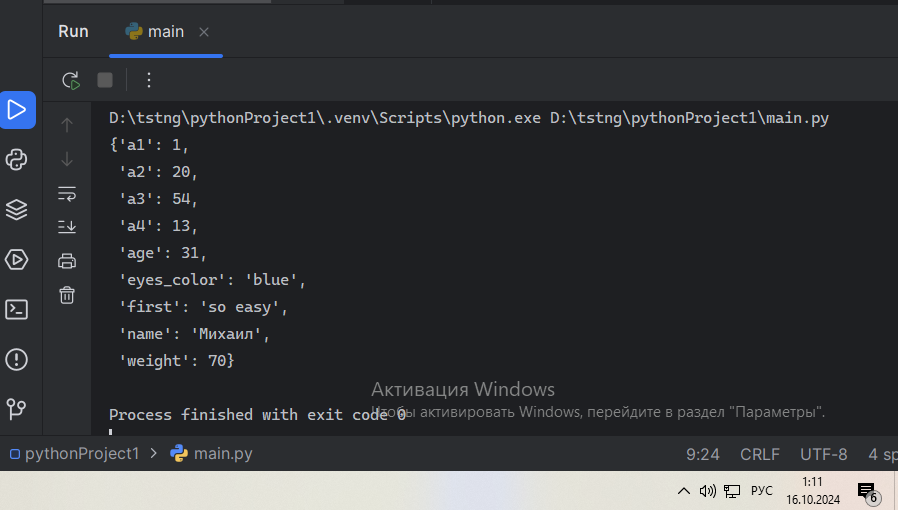 Run main
D:\tstng\pythonProject1\.venv\Scripts\python.exe D:\tstng\pythonProject1\main.py
{'a1': 1,
'a2': 20,
'a3': 54,
'a4': 13,
'age': 31,
'eyes_color': 'blue',
'first': 'so easy',
'name': 'Михаил',
'weight': 70}
Активация Windows
Process finished with exit code 0
Чтобы активировать Windows, перейдите в раздел "Параметры".
pythonProject1 > main.py 9:24 CRLF UTF-8 4 sp
РУС 1:11
16.10.2024 6